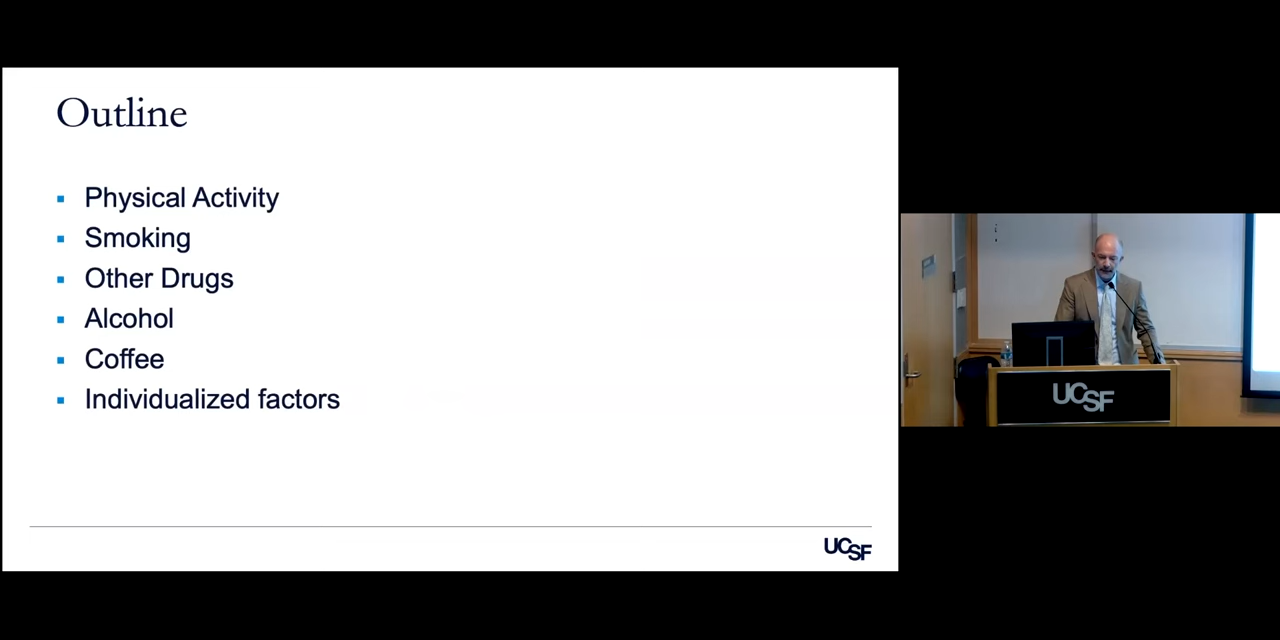 Outline
Physical Activity
Smoking
Other Drugs
Alcohol
Coffee
Individualized factors
UCSF
UCSF